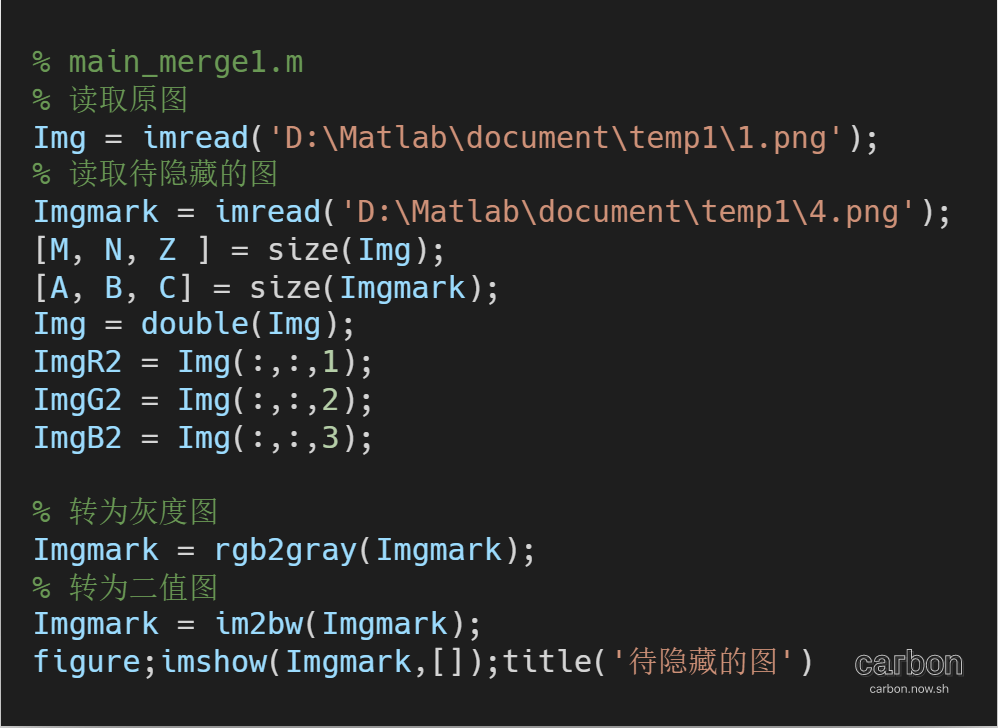 % main_merge1.m
% 读取原图
Img = imread('D:\Matlab\document\temp1\1.png');
% 读取待隐藏的图
Imgmark = imread('D:\Matlab\document\temp1\4.png');
[M, N, Z ] = size(Img);
[A, B, C] = size(Imgmark);
Img = double(Img);
ImgR2 = Img(:,:,1);
ImgG2 = Img(:,:,2);
ImgB2 = Img(:,:,3);
% 转为灰度图
Imgmark = rgb2gray(Imgmark);
% 转为二值图
Imgmark = im2bw(Imgmark);
figure;imshow(Imgmark,[]);title('待隐藏的图')
carbon
carbon.now.sh